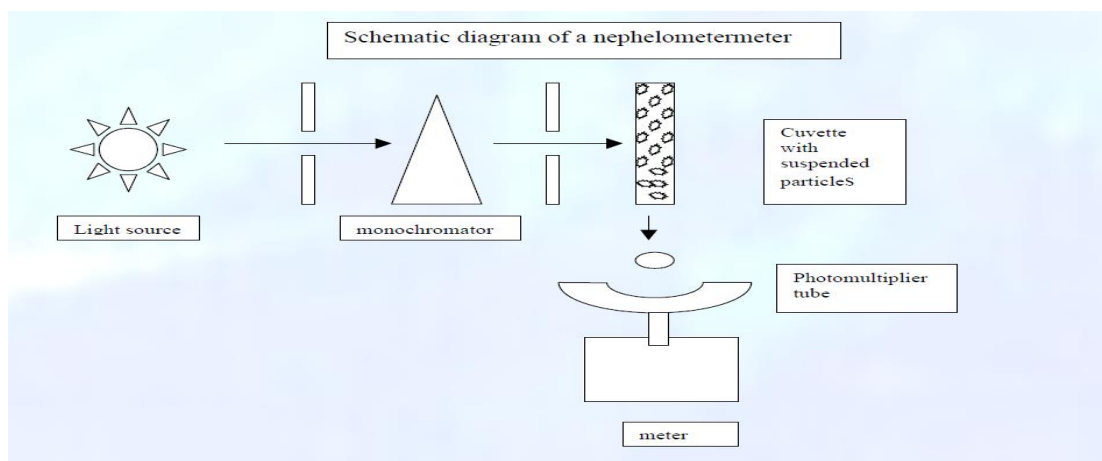 Schematic diagram of a nephelometermeter
Cuvette
with
suspended
particleS
Light source
monochromator
Photomultiplier
tube
meter